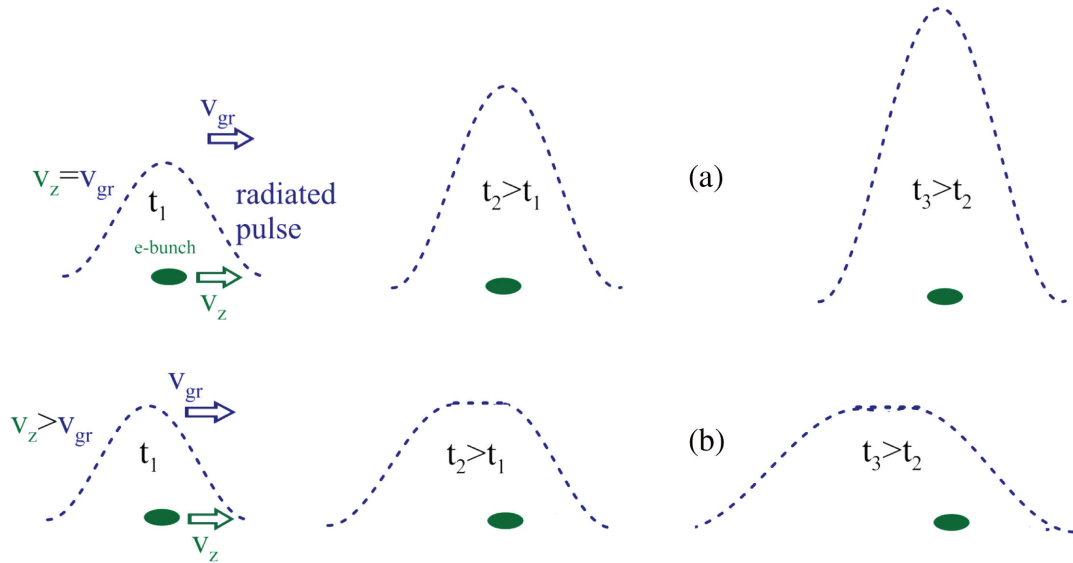 v_gr
v_z=v_gr
t_1
radiated
pulse
e-bunch
v_z
t_2>t_1
(a)
t_3>t_2
v_gr
v_z>v_gr
t_1
v_z
t_2>t_1
(b)
t_3>t_2